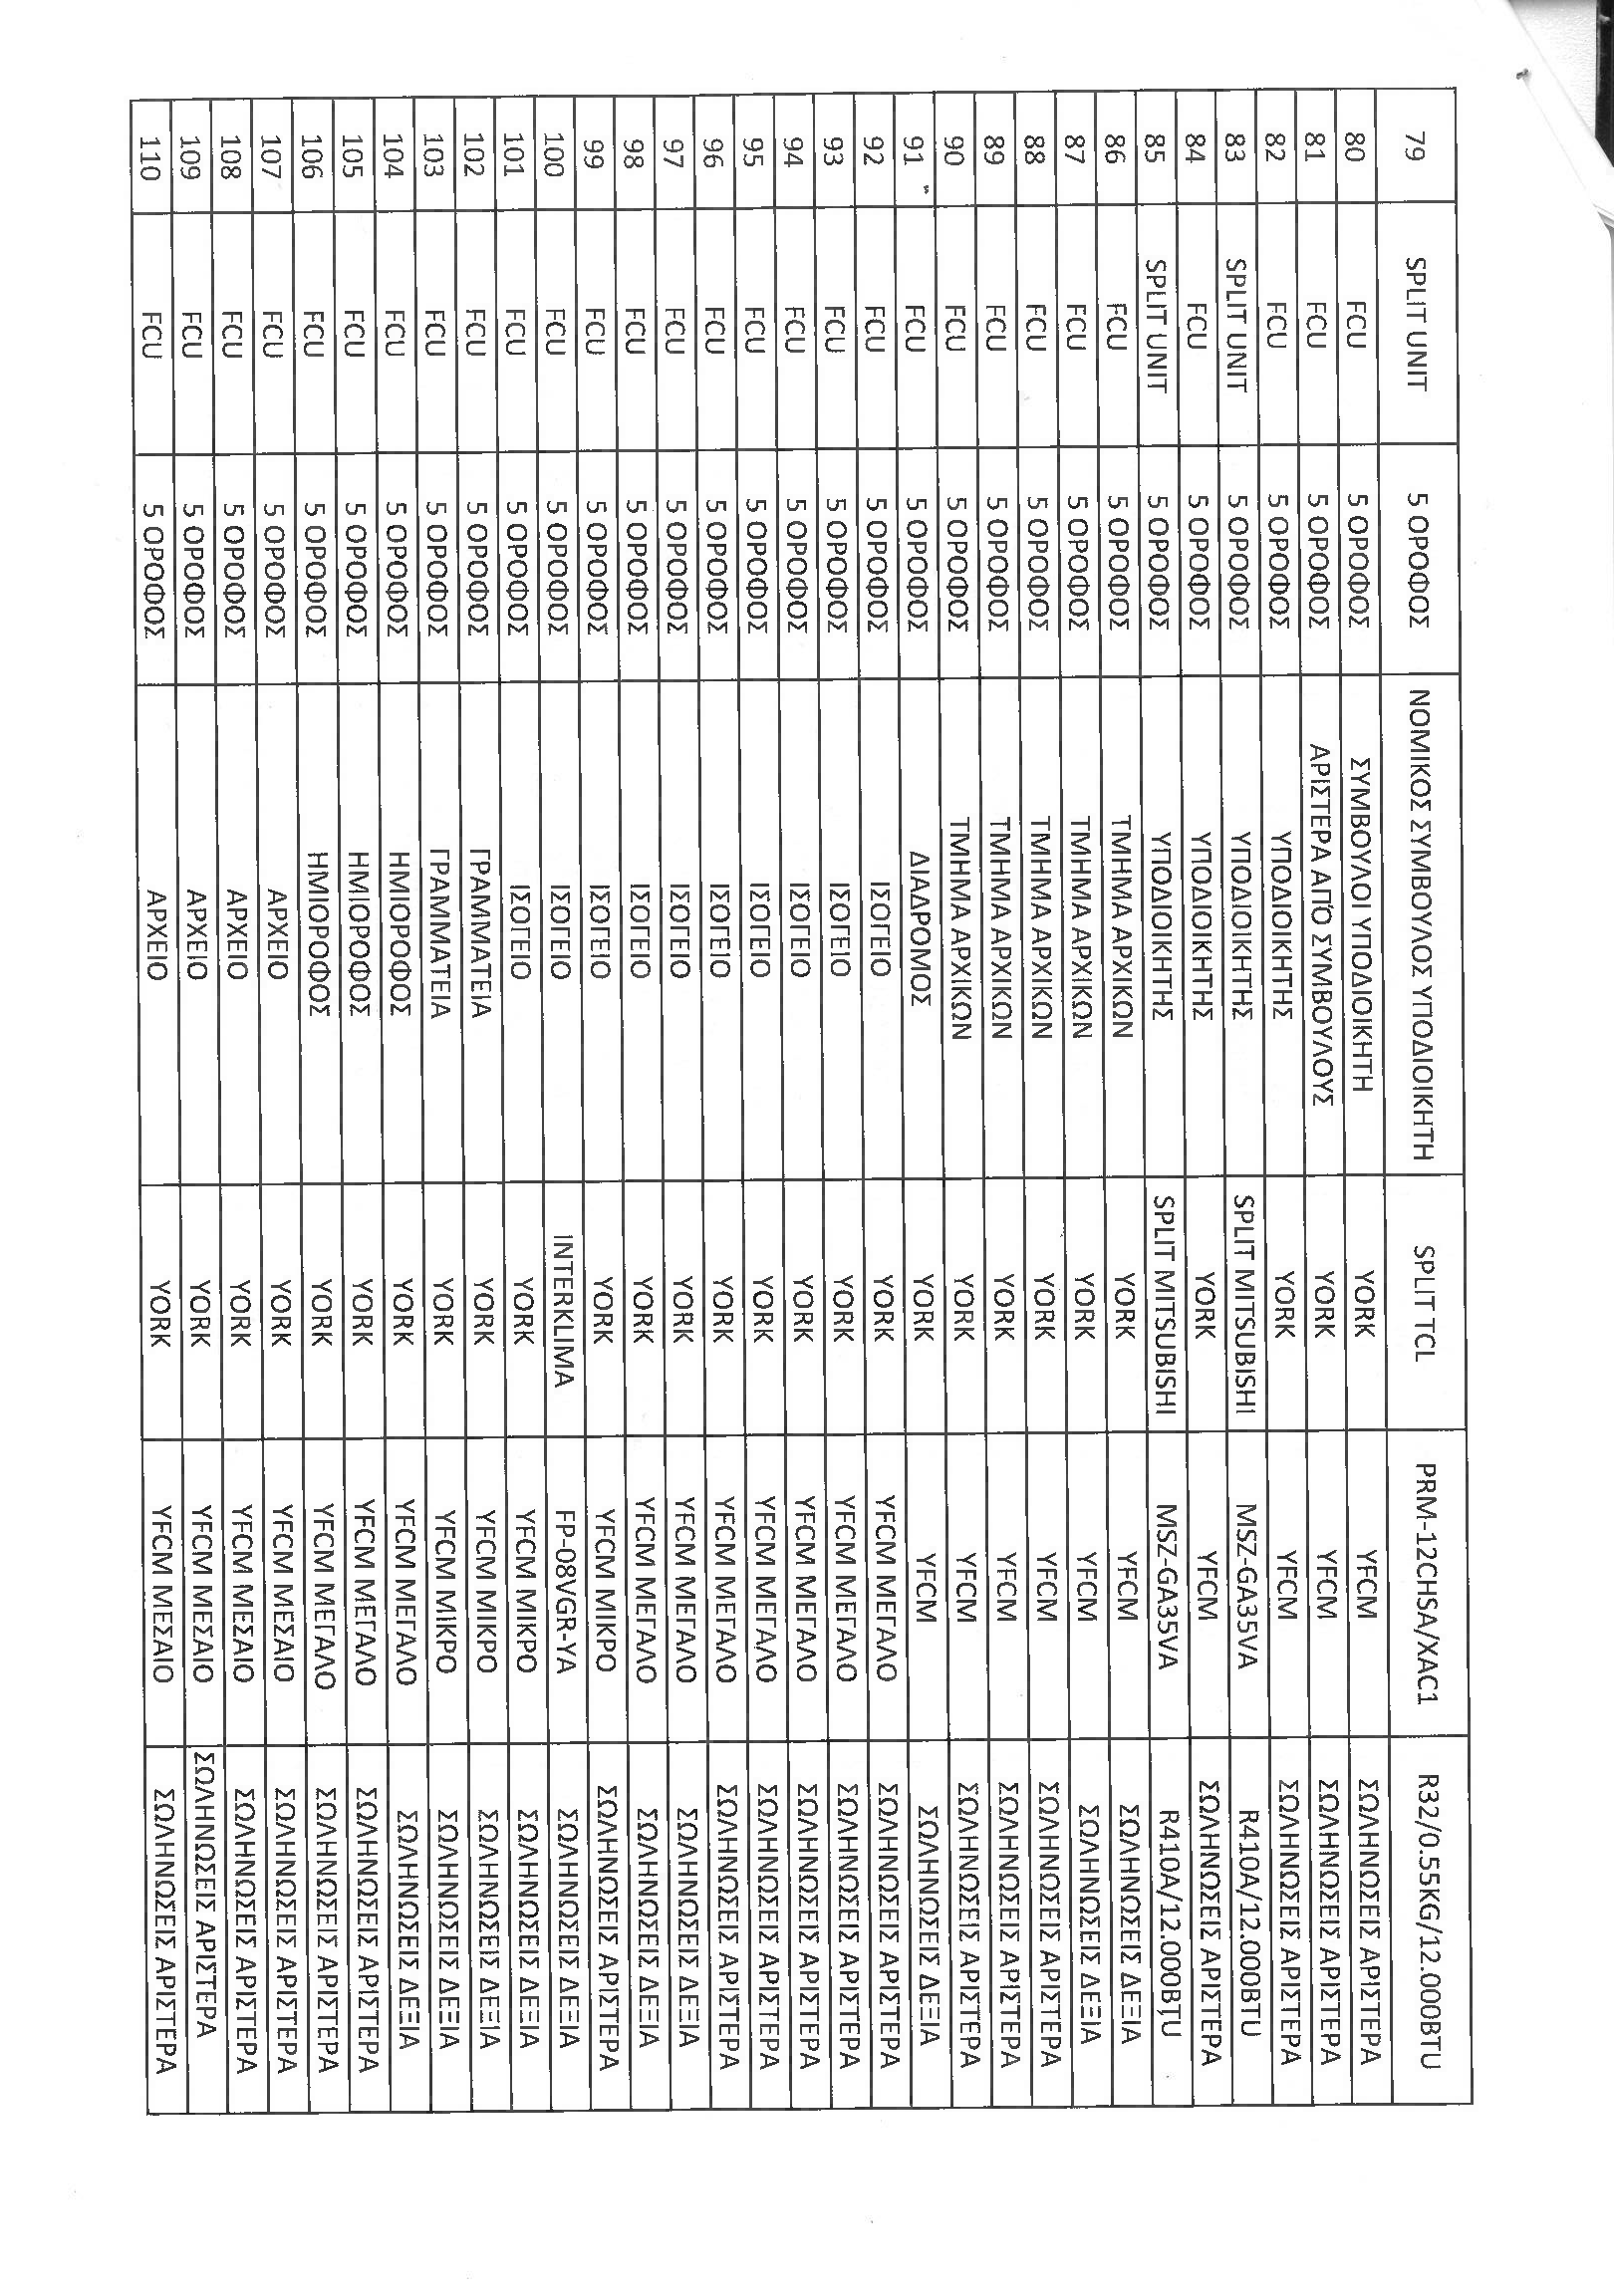 79 SPLIT UNIT 5 ΟΡΟΦΟΣ ΝΟΜΙΚΟΣ ΣΥΜΒΟΥΛΟΣ ΥΠΟΔΙΟΙΚΗΤΗ SPLIT TCL PRM-12CHSA/XAC1 R32/0.55KG/12.000BTU
80 FCU 5 ΟΡΟΦΟΣ ΣΥΜΒΟΥΛΟΙ ΥΠΟΔΙΟΙΚΗΤΗ YORK YFCM ΣΩΛΗΝΩΣΕΙΣ ΑΡΙΣΤΕΡΑ
81 FCU 5 ΟΡΟΦΟΣ ΑΡΙΣΤΕΡΑ ΑΠΌ ΣΥΜΒΟΥΛΟΥΣ YORK YFCM ΣΩΛΗΝΩΣΕΙΣ ΑΡΙΣΤΕΡΑ
82 FCU 5 ΟΡΟΦΟΣ ΥΠΟΔΙΟΙΚΗΤΗΣ YORK YFCM ΣΩΛΗΝΩΣΕΙΣ ΑΡΙΣΤΕΡΑ
83 SPLIT UNIT 5 ΟΡΟΦΟΣ ΥΠΟΔΙΟΙΚΗΤΗΣ SPLIT MITSUBISHI MSZ-GA35VA R410A/12.000BTU
84 FCU 5 ΟΡΟΦΟΣ ΥΠΟΔΙΟΙΚΗΤΗΣ YORK YFCM ΣΩΛΗΝΩΣΕΙΣ ΑΡΙΣΤΕΡΑ
85 SPLIT UNIT 5 ΟΡΟΦΟΣ ΥΠΟΔΙΟΙΚΗΤΗΣ SPLIT MITSUBISHI MSZ-GA35VA R410A/12.000BTU
86 FCU 5 ΟΡΟΦΟΣ ΤΜΗΜΑ ΑΡΧΙΚΩΝ YORK YFCM ΣΩΛΗΝΩΣΕΙΣ ΔΕΞΙΑ
87 FCU 5 ΟΡΟΦΟΣ ΤΜΗΜΑ ΑΡΧΙΚΩΝ YORK YFCM ΣΩΛΗΝΩΣΕΙΣ ΔΕΞΙΑ
88 FCU 5 ΟΡΟΦΟΣ ΤΜΗΜΑ ΑΡΧΙΚΩΝ YORK YFCM ΣΩΛΗΝΩΣΕΙΣ ΑΡΙΣΤΕΡΑ
89 FCU 5 ΟΡΟΦΟΣ ΤΜΗΜΑ ΑΡΧΙΚΩΝ YORK YFCM ΣΩΛΗΝΩΣΕΙΣ ΑΡΙΣΤΕΡΑ
90 FCU 5 ΟΡΟΦΟΣ ΤΜΗΜΑ ΑΡΧΙΚΩΝ YORK YFCM ΣΩΛΗΝΩΣΕΙΣ ΑΡΙΣΤΕΡΑ
91 FCU 5 ΟΡΟΦΟΣ ΔΙΑΔΡΟΜΟΣ YORK YFCM ΣΩΛΗΝΩΣΕΙΣ ΔΕΞΙΑ
92 FCU 5 ΟΡΟΦΟΣ ΙΣΟΓΕΙΟ YORK YFCM ΜΕΓΑΛΟ ΣΩΛΗΝΩΣΕΙΣ ΑΡΙΣΤΕΡΑ
93 FCU 5 ΟΡΟΦΟΣ ΙΣΟΓΕΙΟ YORK YFCM ΜΕΓΑΛΟ ΣΩΛΗΝΩΣΕΙΣ ΑΡΙΣΤΕΡΑ
94 FCU 5 ΟΡΟΦΟΣ ΙΣΟΓΕΙΟ YORK YFCM ΜΕΓΑΛΟ ΣΩΛΗΝΩΣΕΙΣ ΑΡΙΣΤΕΡΑ
95 FCU 5 ΟΡΟΦΟΣ ΙΣΟΓΕΙΟ YORK YFCM ΜΕΓΑΛΟ ΣΩΛΗΝΩΣΕΙΣ ΑΡΙΣΤΕΡΑ
96 FCU 5 ΟΡΟΦΟΣ ΙΣΟΓΕΙΟ YORK YFCM ΜΕΓΑΛΟ ΣΩΛΗΝΩΣΕΙΣ ΑΡΙΣΤΕΡΑ
97 FCU 5 ΟΡΟΦΟΣ ΙΣΟΓΕΙΟ YORK YFCM ΜΕΓΑΛΟ ΣΩΛΗΝΩΣΕΙΣ ΔΕΞΙΑ
98 FCU 5 ΟΡΟΦΟΣ ΙΣΟΓΕΙΟ YORK YFCM ΜΕΓΑΛΟ ΣΩΛΗΝΩΣΕΙΣ ΔΕΞΙΑ
99 FCU 5 ΟΡΟΦΟΣ ΙΣΟΓΕΙΟ YORK YFCM ΜΙΚΡΟ ΣΩΛΗΝΩΣΕΙΣ ΑΡΙΣΤΕΡΑ
100 FCU 5 ΟΡΟΦΟΣ ΙΣΟΓΕΙΟ INTERKLIMA FP-08VGR-YA ΣΩΛΗΝΩΣΕΙΣ ΔΕΞΙΑ
101 FCU 5 ΟΡΟΦΟΣ ΙΣΟΓΕΙΟ YORK YFCM ΜΙΚΡΟ ΣΩΛΗΝΩΣΕΙΣ ΔΕΞΙΑ
102 FCU 5 ΟΡΟΦΟΣ ΓΡΑΜΜΑΤΕΙΑ YORK YFCM ΜΙΚΡΟ ΣΩΛΗΝΩΣΕΙΣ ΔΕΞΙΑ
103 FCU 5 ΟΡΟΦΟΣ ΓΡΑΜΜΑΤΕΙΑ YORK YFCM ΜΙΚΡΟ ΣΩΛΗΝΩΣΕΙΣ ΔΕΞΙΑ
104 FCU 5 ΟΡΟΦΟΣ ΗΜΙΟΡΟΦΟΣ YORK YFCM ΜΕΓΑΛΟ ΣΩΛΗΝΩΣΕΙΣ ΔΕΞΙΑ
105 FCU 5 ΟΡΟΦΟΣ ΗΜΙΟΡΟΦΟΣ YORK YFCM ΜΕΓΑΛΟ ΣΩΛΗΝΩΣΕΙΣ ΑΡΙΣΤΕΡΑ
106 FCU 5 ΟΡΟΦΟΣ ΗΜΙΟΡΟΦΟΣ YORK YFCM ΜΕΓΑΛΟ ΣΩΛΗΝΩΣΕΙΣ ΑΡΙΣΤΕΡΑ
107 FCU 5 ΟΡΟΦΟΣ ΑΡΧΕΙΟ YORK YFCM ΜΕΣΑΙΟ ΣΩΛΗΝΩΣΕΙΣ ΑΡΙΣΤΕΡΑ
108 FCU 5 ΟΡΟΦΟΣ ΑΡΧΕΙΟ YORK YFCM ΜΕΣΑΙΟ ΣΩΛΗΝΩΣΕΙΣ ΑΡΙΣΤΕΡΑ
109 FCU 5 ΟΡΟΦΟΣ ΑΡΧΕΙΟ YORK YFCM ΜΕΣΑΙΟ ΣΩΛΗΝΩΣΕΙΣ ΑΡΙΣΤΕΡΑ
110 FCU 5 ΟΡΟΦΟΣ ΑΡΧΕΙΟ YORK YFCM ΜΕΣΑΙΟ ΣΩΛΗΝΩΣΕΙΣ ΑΡΙΣΤΕΡΑ